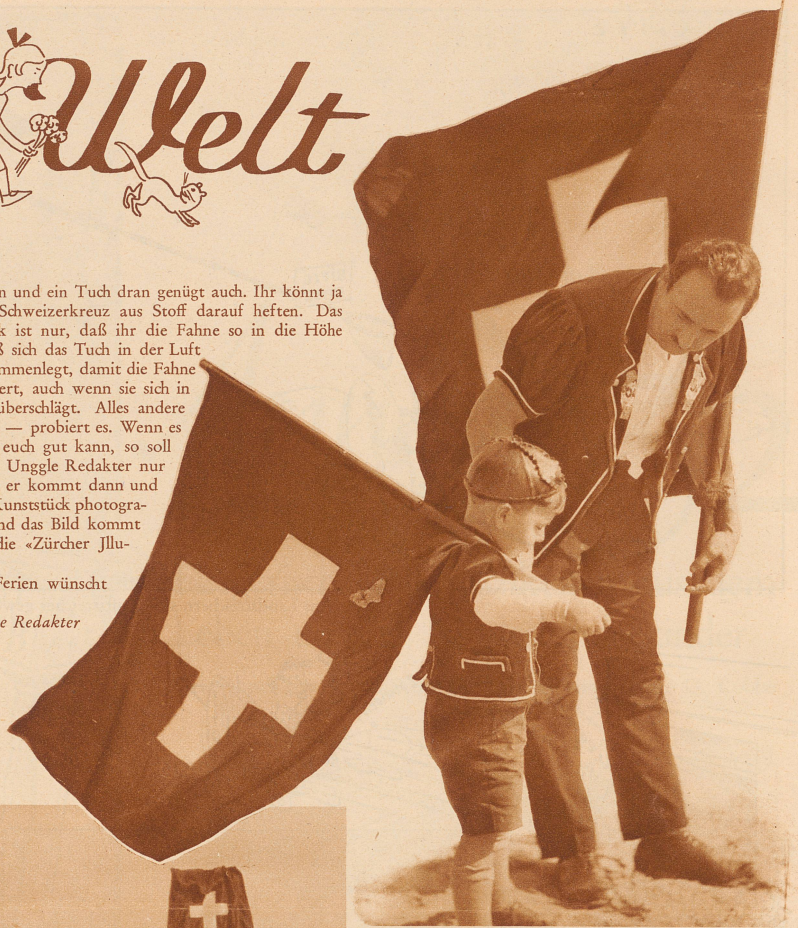 Welt
und ein Tuch dran genügt auch. Ihr könnt ja
Schweizerkreuz aus Stoff darauf heften. Das
ist nur, daß ihr die Fahne so in die Höhe
sich das Tuch in der Luft
mmenlegt, damit die Fahne
ert, auch wenn sie sich in
überschlägt. Alles andere
— probiert es. Wenn es
euch gut kann, so soll
Unggle Redakter nur
er kommt dann und
Kunststück photogra-
nd das Bild kommt
die «Zürcher Jllu-
Ferien wünscht
e Redakter